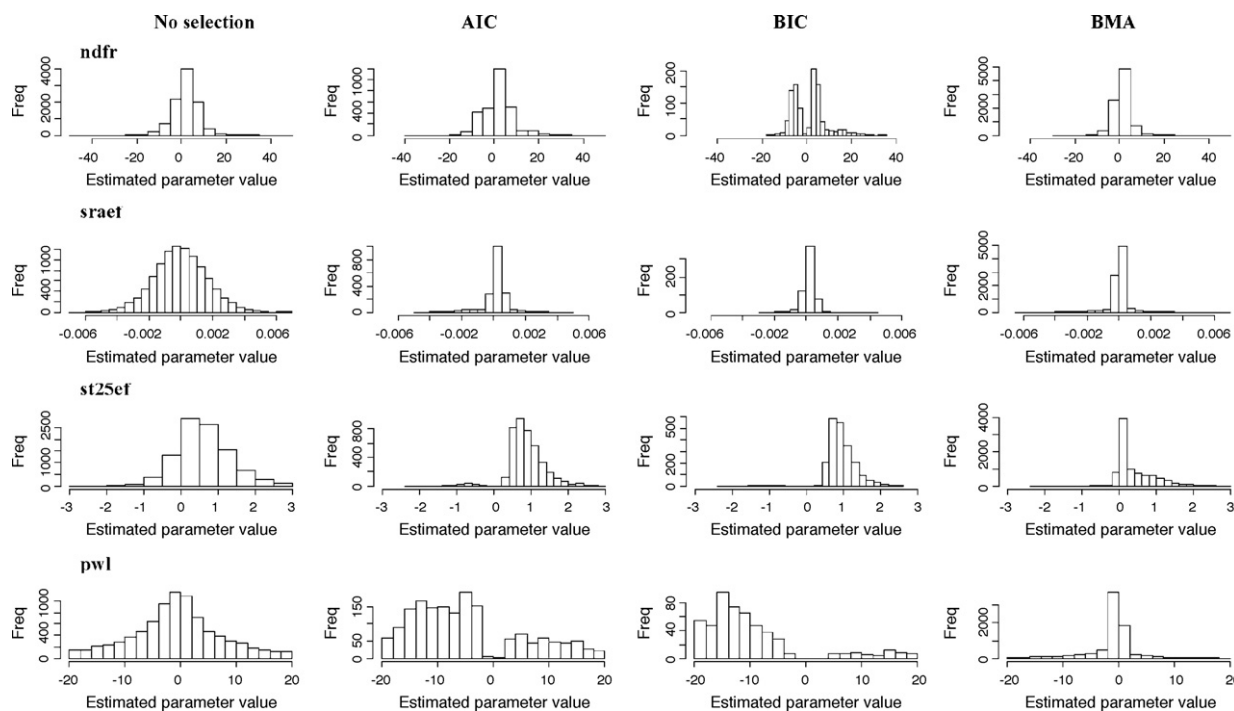 No selection AIC BIC BMA
ndfr
Freq 0 2000 4000
Freq 0 400 1000
Freq 0 100 200
Freq 0 2000 5000
-40 -20 0 20 40 -40 -20 0 20 40 -40 -20 0 20 40 -40 -20 0 20 40
Estimated parameter value Estimated parameter value Estimated parameter value Estimated parameter value
sraef
Freq 0 400 1000
Freq 0 400 800
Freq 0 200
Freq 0 2000 5000
-0.006 -0.002 0.002 0.006 -0.006 -0.002 0.002 0.006 -0.006 -0.002 0.002 0.006 -0.006 -0.002 0.002 0.006
Estimated parameter value Estimated parameter value Estimated parameter value Estimated parameter value
st25ef
Freq 0 1000 2500
Freq 0 400 800
Freq 0 200 500
Freq 0 2000 4000
-3 -2 -1 0 1 2 3 -3 -2 -1 0 1 2 3 -3 -2 -1 0 1 2 3 -3 -2 -1 0 1 2 3
Estimated parameter value Estimated parameter value Estimated parameter value Estimated parameter value
pwl
Freq 0 400 1000
Freq 0 50 150
Freq 0 40 80
Freq 0 2000
-20 -10 0 10 20 -20 -10 0 10 20 -20 -10 0 10 20 -20 -10 0 10 20
Estimated parameter value Estimated parameter value Estimated parameter value Estimated parameter value